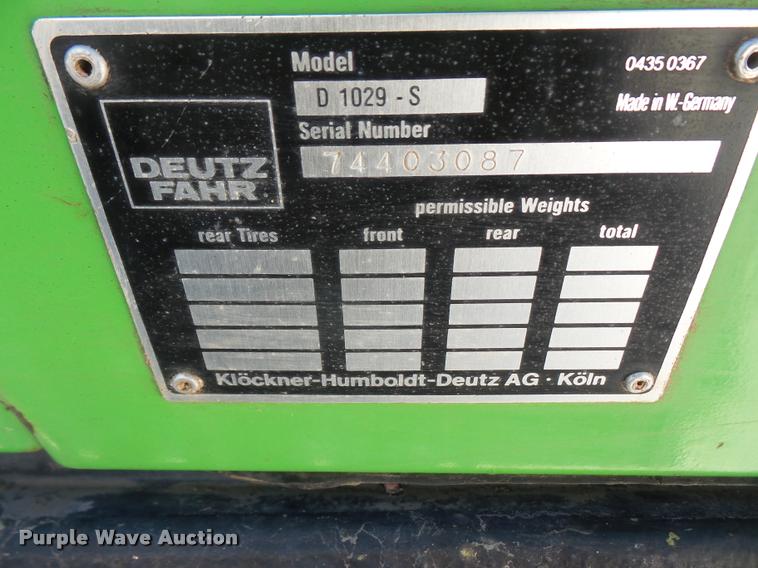 Model
0435 0367
D 1029 - S
Made in W.-Germany
Serial Number
74403087
DEUTZ
FAHR
permissible Weights
rear Tires front rear total
Klöckner-Humboldt-Deutz AG · Köln
Purple Wave Auction